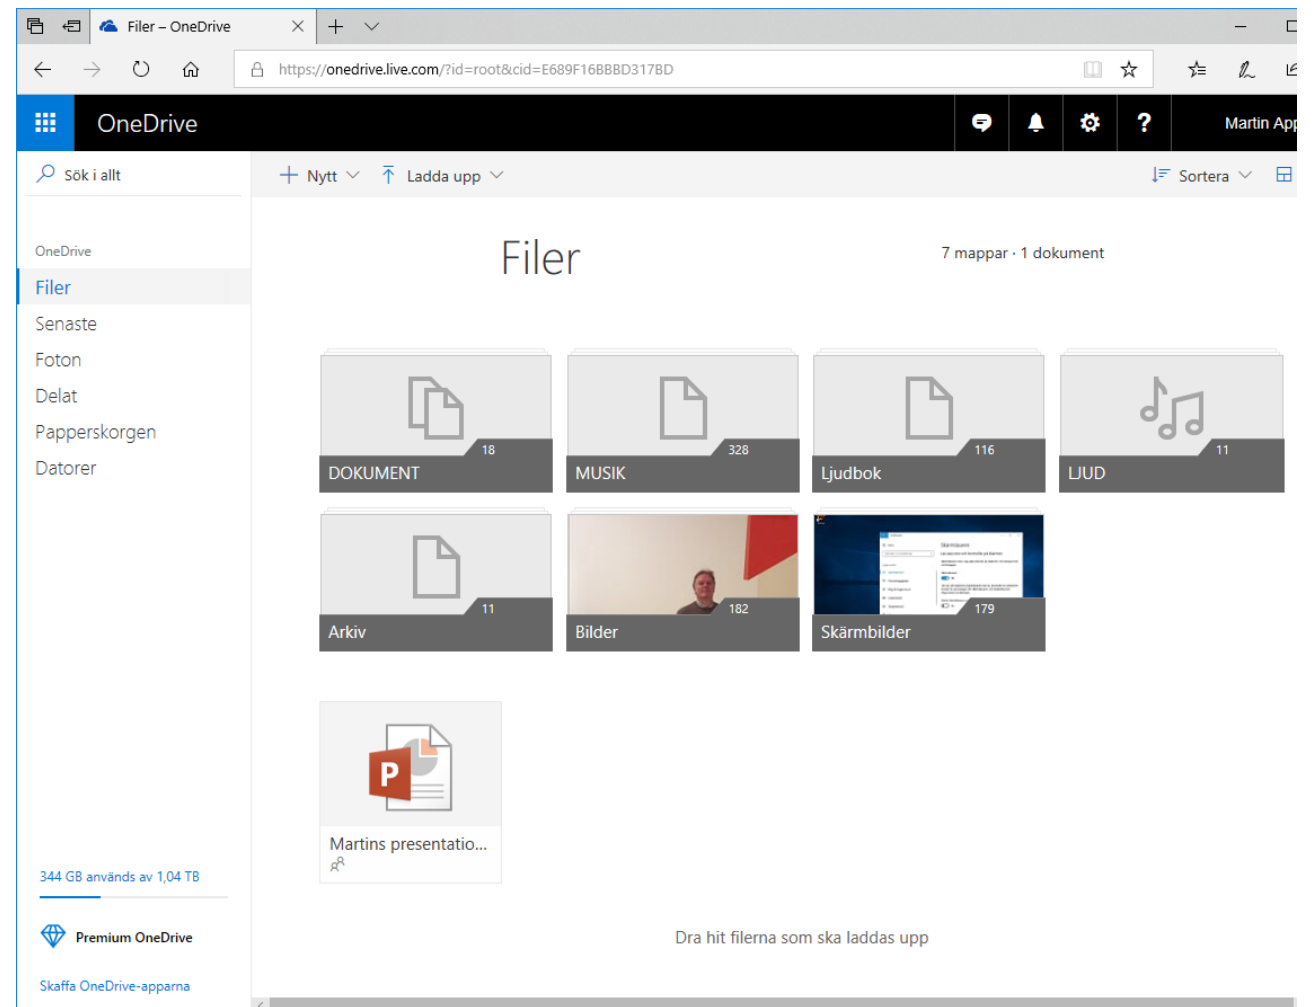 Filer – OneDrive
https://onedrive.live.com/?id=root&cid=E689F16BBBD317BD
OneDrive
Martin App
Sök i allt
Nytt
Ladda upp
Sortera
OneDrive
Filer
Senaste
Foton
Delat
Papperskorgen
Datorer
Filer
7 mappar · 1 dokument
18
DOKUMENT
328
MUSIK
116
Ljudbok
11
LJUD
11
Arkiv
182
Bilder
Skärmlåsaren
179
Skärmbilder
P
Martins presentatio...
344 GB används av 1,04 TB
Premium OneDrive
Skaffa OneDrive-apparna
Dra hit filerna som ska laddas upp